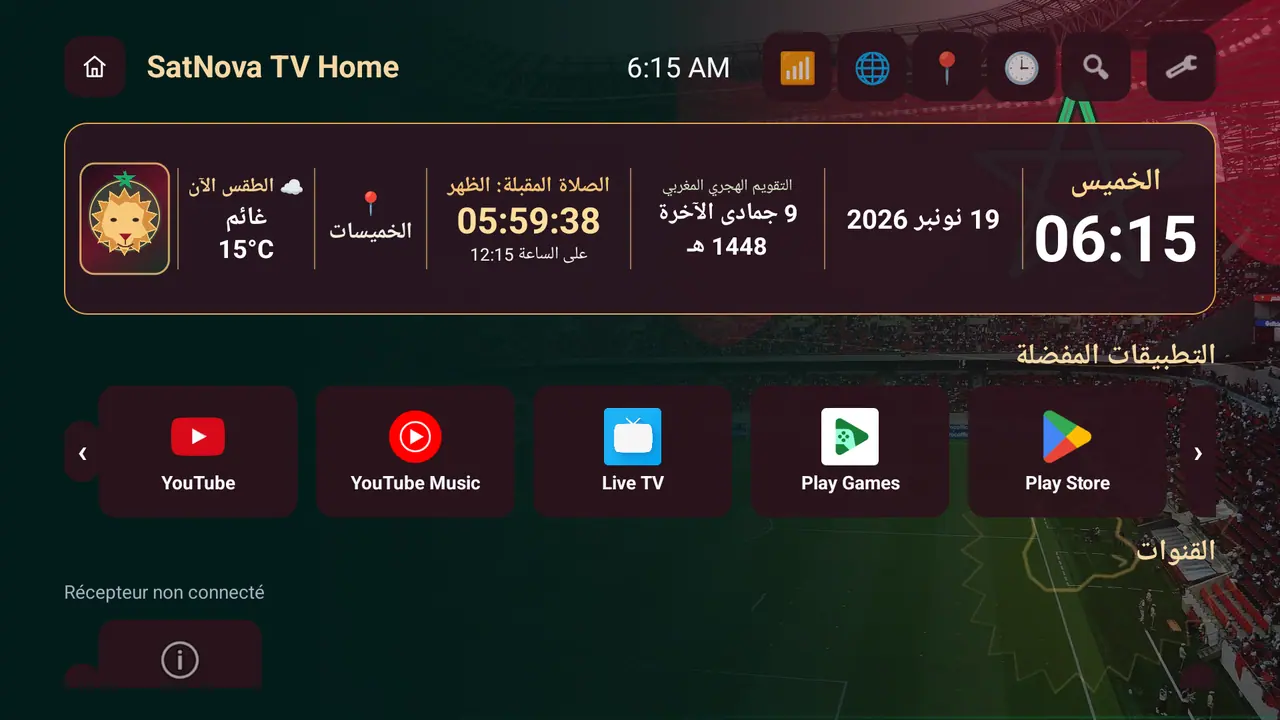 SatNova TV Home
6:15 AM
الخميس
06:15
19 نونبر 2026
التقويم الهجري المغربي
9 جمادى الآخرة
1448 هـ
الصلاة المقبلة: الظهر
05:59:38
على الساعة 12:15
الخميسات
الطقس الآن
غائم
15°C
التطبيقات المفضلة
YouTube
YouTube Music
Live TV
Play Games
Play Store
القنوات
Récepteur non connecté